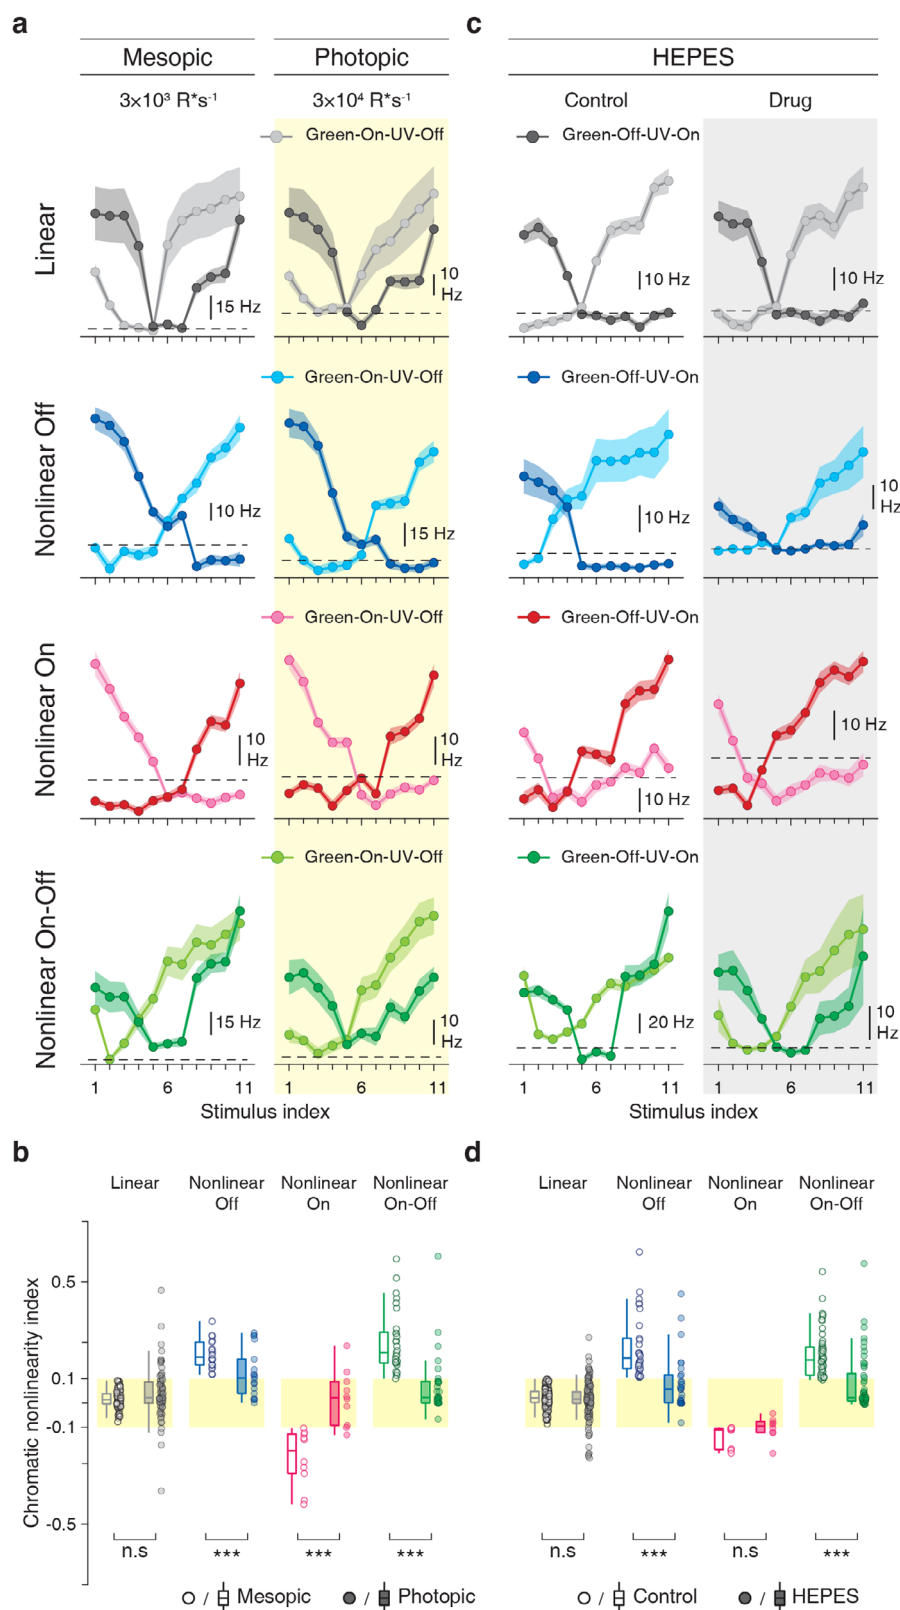 a
c
Mesopic
Photopic
HEPES
3×10³ R*s⁻¹
3×10⁴ R*s⁻¹
Control
Drug
Linear
Green-On-UV-Off
Green-Off-UV-On
15 Hz
10
Hz
10 Hz
10 Hz
Nonlinear Off
Green-On-UV-Off
Green-Off-UV-On
10 Hz
15 Hz
10 Hz
10
Hz
Nonlinear On
Green-On-UV-Off
Green-Off-UV-On
10
Hz
10
Hz
10 Hz
10 Hz
Nonlinear On-Off
Green-On-UV-Off
Green-Off-UV-On
15 Hz
10
Hz
20 Hz
10
Hz
1 6 11 1 6 11 1 6 11 1 6 11
Stimulus index
Stimulus index
b
d
Linear
Nonlinear
Off
Nonlinear
On
Nonlinear
On-Off
Linear
Nonlinear
Off
Nonlinear
On
Nonlinear
On-Off
Chromatic nonlinearity index
0.5
0.1
-0.1
-0.5
n.s
***
***
***
n.s
***
n.s
***
/ Mesopic
/ Photopic
/ Control
/ HEPES